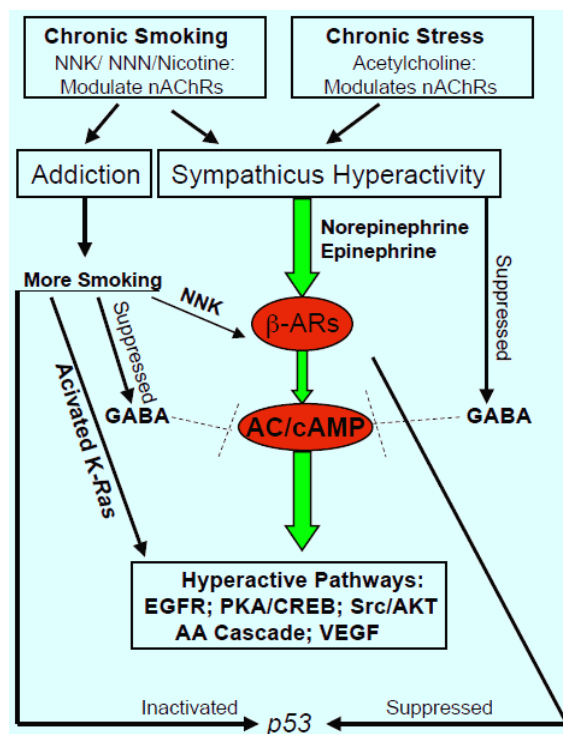 Chronic Smoking
NNK/ NNN/Nicotine:
Modulate nAChRs
Chronic Stress
Acetylcholine:
Modulates nAChRs
Addiction
Sympathicus Hyperactivity
Norepinephrine
Epinephrine
Suppressed
More Smoking
NNK
β-ARs
Suppressed
Acivated K-Ras
GABA
AC/cAMP
GABA
Hyperactive Pathways:
EGFR; PKA/CREB; Src/AKT
AA Cascade; VEGF
Inactivated
p53
Suppressed